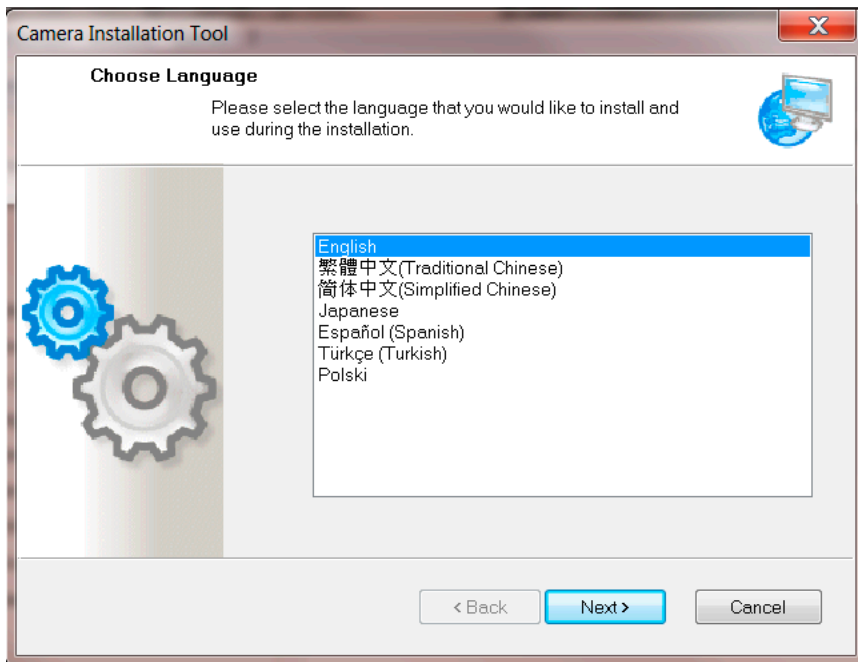 Camera Installation Tool
Choose Language
Please select the language that you would like to install and
use during the installation.
English
繁體中文(Traditional Chinese)
简体中文(Simplified Chinese)
Japanese
Español (Spanish)
Türkçe (Turkish)
Polski
< Back
Next >
Cancel